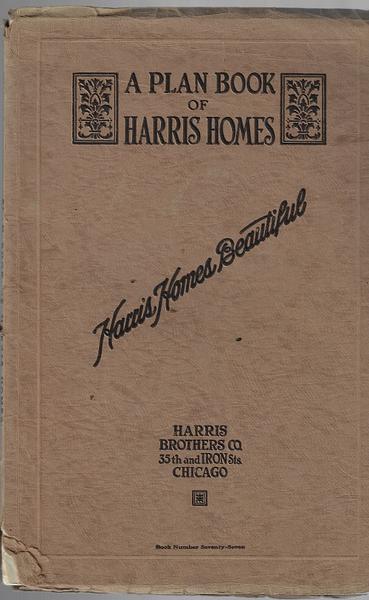 A PLAN BOOK
OF
HARRIS HOMES
Harris Homes Beautiful
HARRIS
BROTHERS CO.
35th and IRON Sts.
CHICAGO
Book Number Seventy-Seven